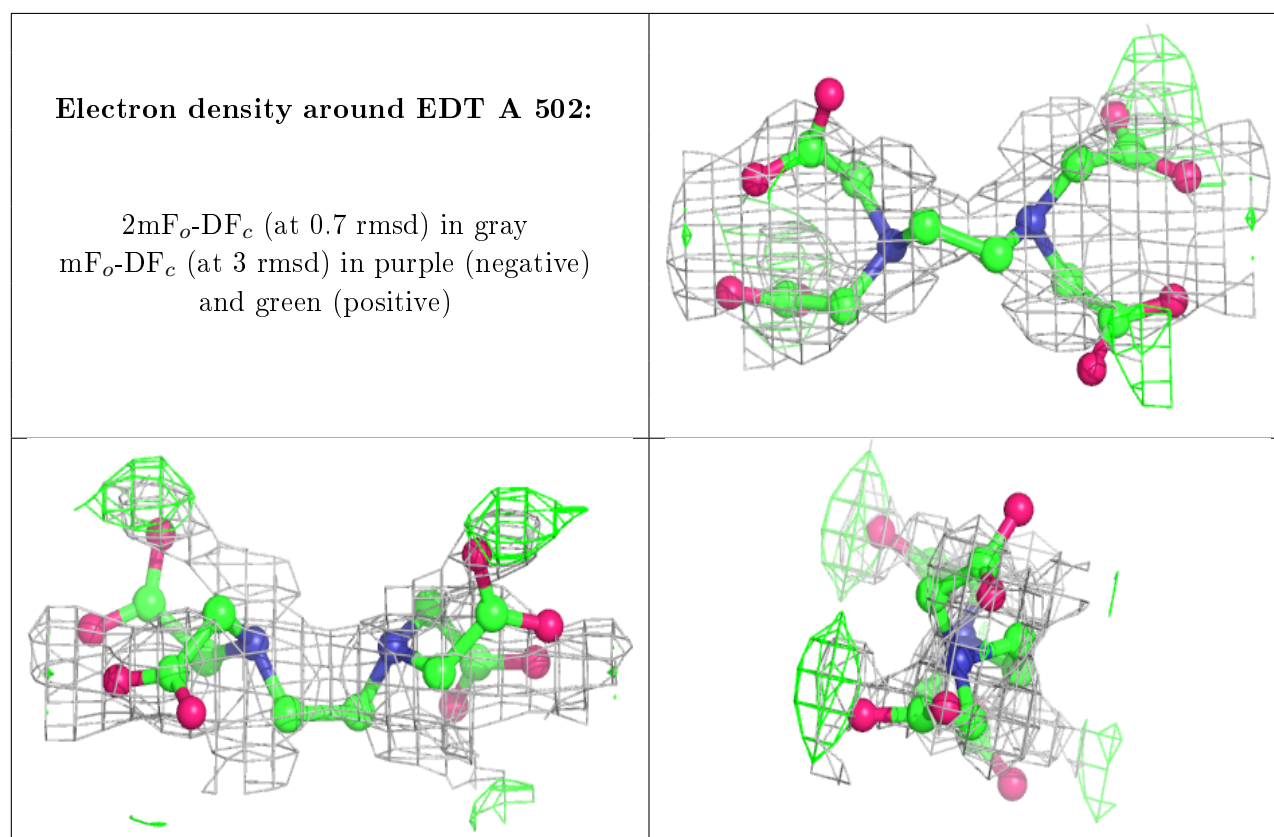 Electron density around EDT A 502:
2mFₒ-DF𝒸 (at 0.7 rmsd) in gray
mFₒ-DF𝒸 (at 3 rmsd) in purple (negative)
and green (positive)